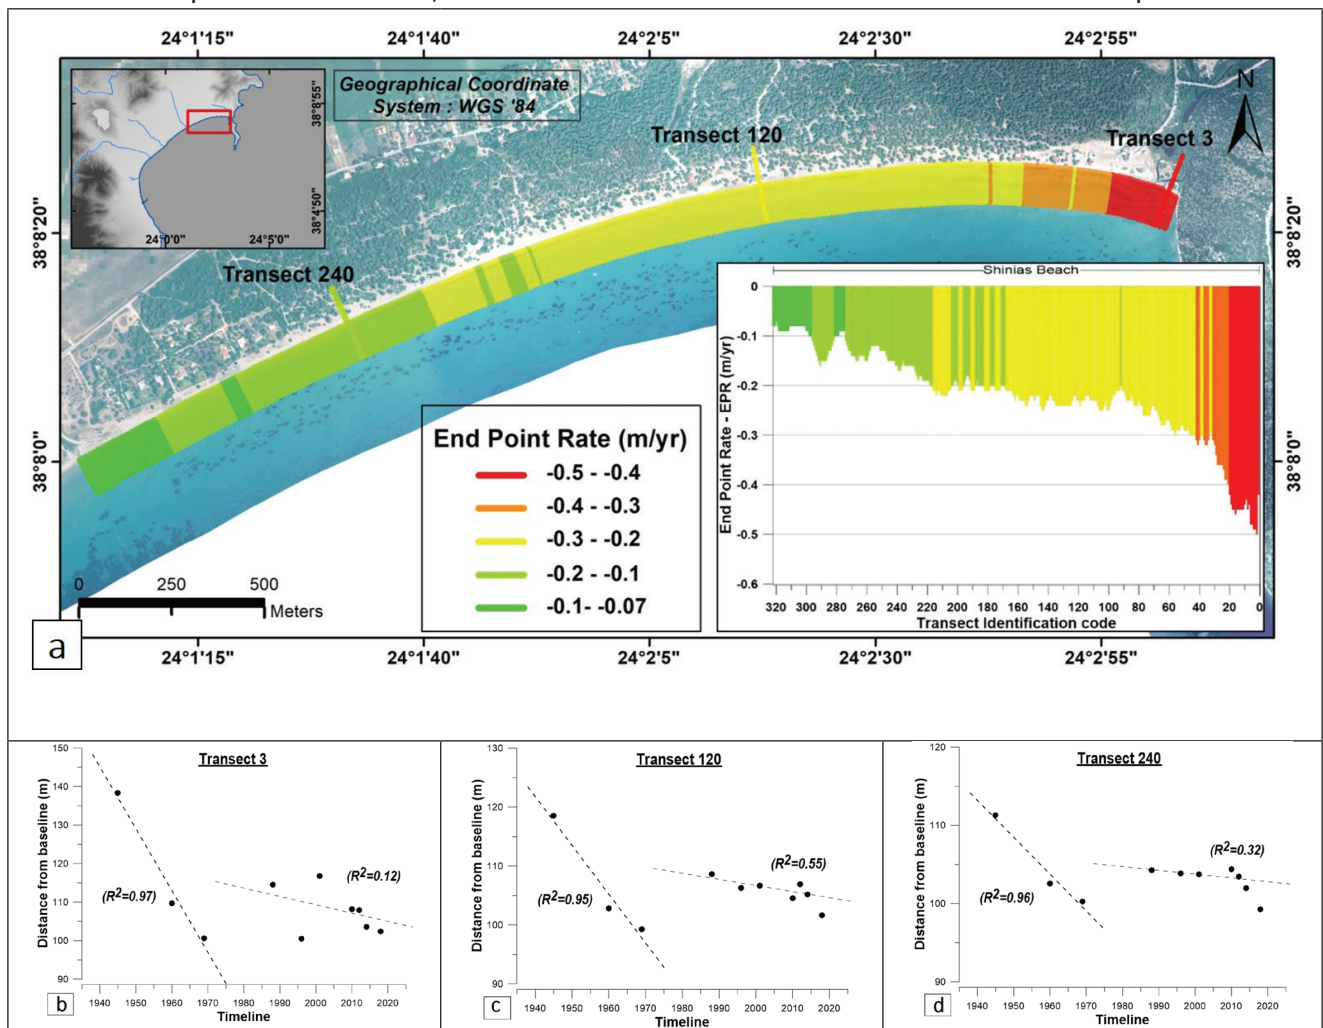 24°1'15" 24°1'40" 24°2'5" 24°2'30" 24°2'55"
Geographical Coordinate
System : WGS '84
N
38°8'55"
38°4'50"
24°0'0" 24°5'0"
Transect 120
Transect 3
Transect 240
38°8'20"
38°8'20"
38°8'0"
38°8'0"
Shinias Beach
End Point Rate - EPR (m/yr)
0
-0.1
-0.2
-0.3
-0.4
-0.5
-0.6
320 300 280 260 240 220 200 180 160 140 120 100 80 60 40 20 0
Transect Identification code
End Point Rate (m/yr)
-0.5 - -0.4
-0.4 - -0.3
-0.3 - -0.2
-0.2 - -0.1
-0.1- -0.07
0 250 500
Meters
a
24°1'15" 24°1'40" 24°2'5" 24°2'30" 24°2'55"
Transect 3
Distance from baseline (m)
150
140
130
120
110
100
90
(R2=0.97)
(R2=0.12)
1940 1950 1960 1970 1980 1990 2000 2010 2020
Timeline
b
Transect 120
Distance from baseline (m)
130
120
110
100
90
(R2=0.95)
(R2=0.55)
1940 1950 1960 1970 1980 1990 2000 2010 2020
Timeline
c
Transect 240
Distance from baseline (m)
120
110
100
90
(R2=0.96)
(R2=0.32)
1940 1950 1960 1970 1980 1990 2000 2010 2020
Timeline
d